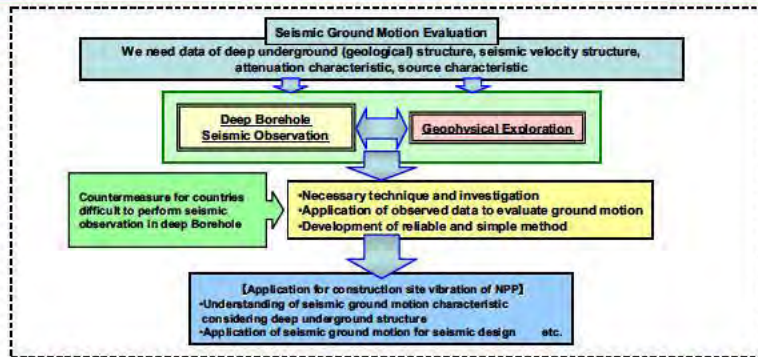 Seismic Ground Motion Evaluation
We need data of deep underground (geological) structure, seismic velocity structure,
attenuation characteristic, source characteristic
Deep Borehole
Seismic Observation
Geophysical Exploration
Countermeasure for countries
difficult to perform seismic
observation in deep Borehole
•Necessary technique and investigation
•Application of observed data to evaluate ground motion
•Development of reliable and simple method
【Application for construction site vibration of NPP】
•Understanding of seismic ground motion characteristic
considering deep underground structure
•Application of seismic ground motion for seismic design etc.